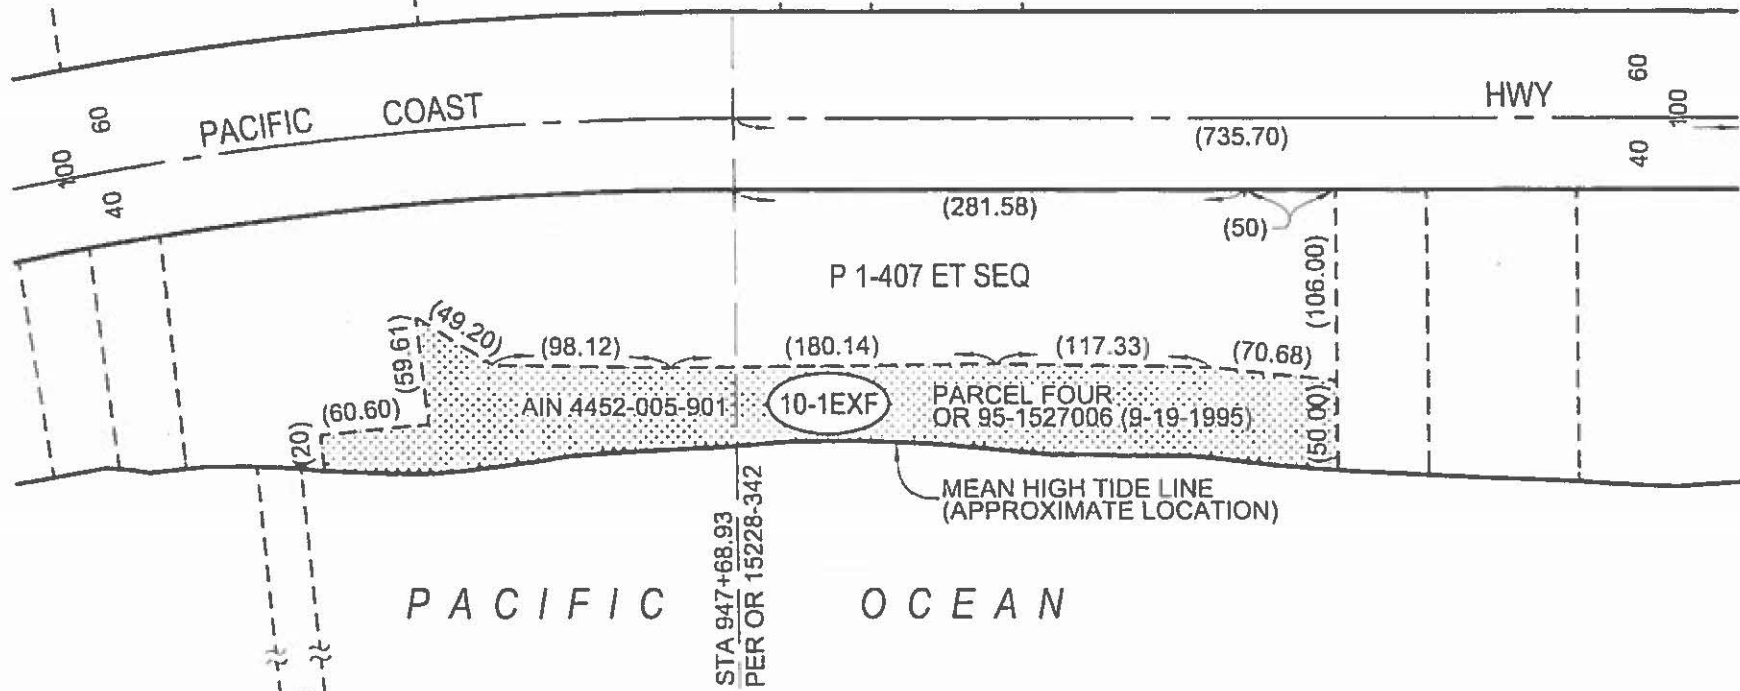 60
PACIFIC COAST
HWY
60
100
(735.70)
100
40
40
(281.58)
(50)
P 1-407 ET SEQ
(106.00)
(49.20)
(59.61)
(98.12)
(180.14)
(117.33)
(70.68)
(60.60)
(20)
AIN 4452-005-901
10-1EXF
PARCEL FOUR
OR 95-1527006 (9-19-1995)
(50.00)
MEAN HIGH TIDE LINE
(APPROXIMATE LOCATION)
STA 947+68.93
PER OR 15228-342
PACIFIC OCEAN